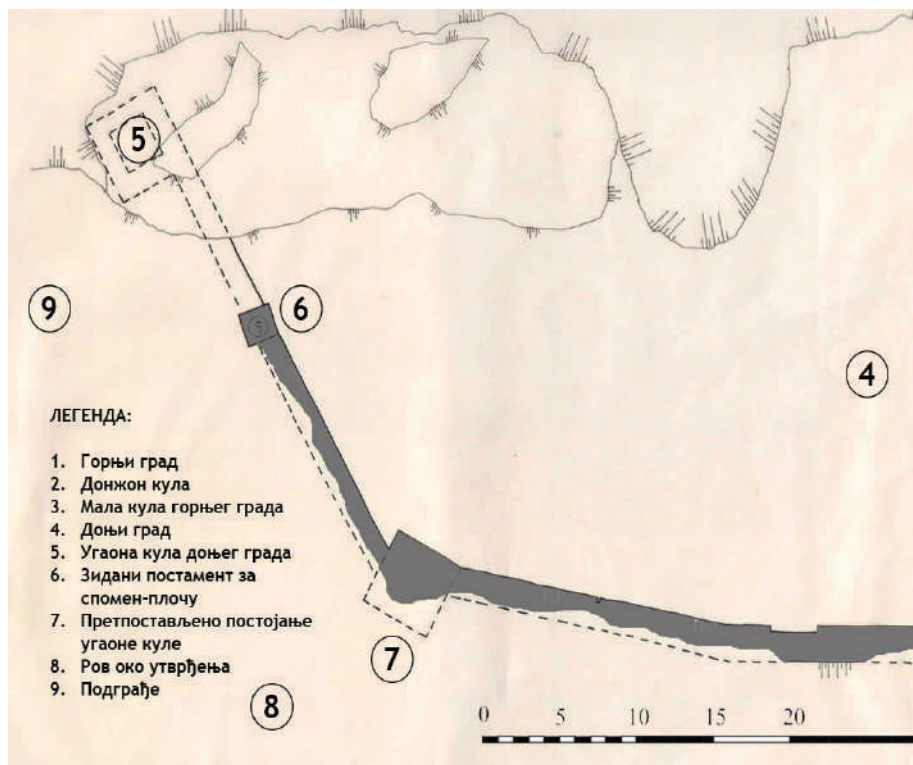 5
6
9
4
ЛЕГЕНДА:
1. Горњи град
2. Донжон кула
3. Мала кула горњег града
4. Доњи град
5. Угаона кула доњег града
6. Зидани постамент за
спомен-плочу
7. Претпостављено постојање
угаоне куле
8. Ров око утврђења
9. Подграђе
7
8
0 5 10 15 20